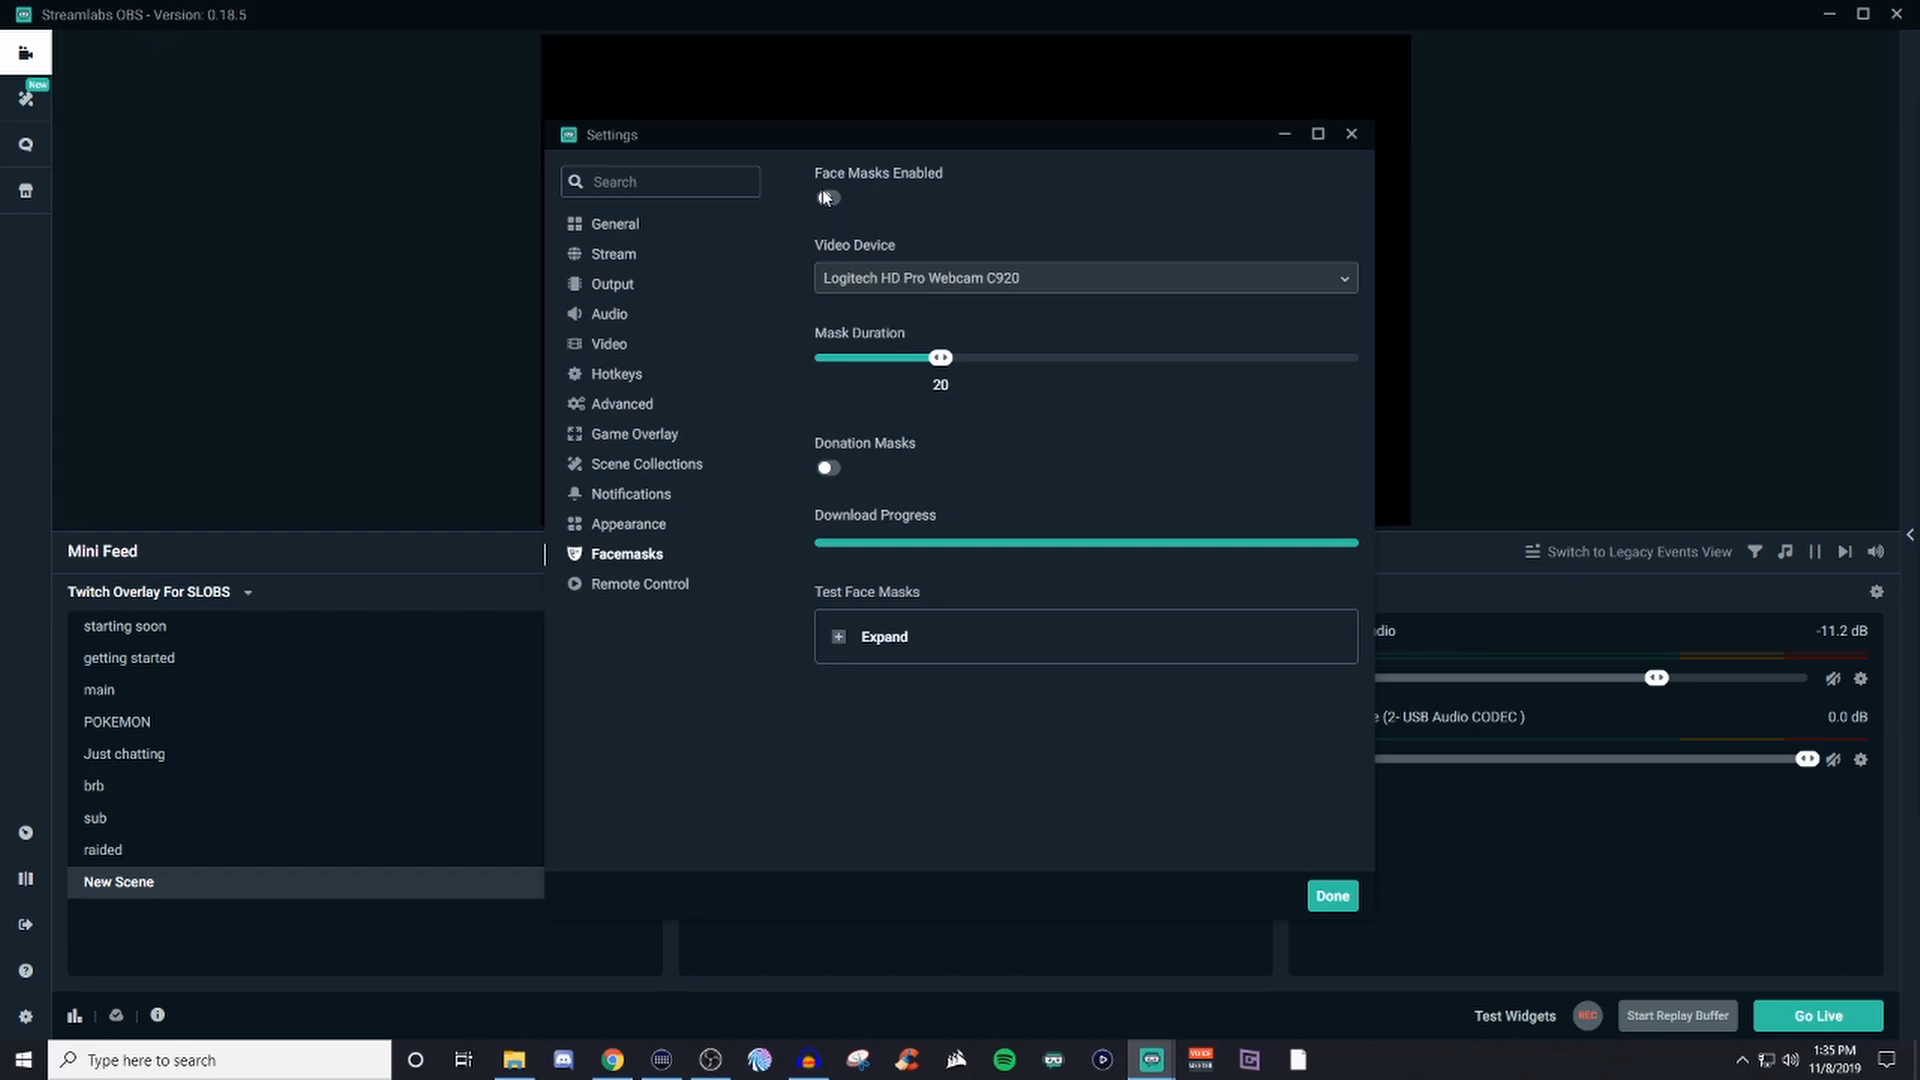 Streamlabs OBS - Version: 0.18.5
New
Settings
Search
General
Stream
Output
Audio
Video
Hotkeys
Advanced
Game Overlay
Scene Collections
Notifications
Appearance
Facemasks
Remote Control
Face Masks Enabled
Video Device
Logitech HD Pro Webcam C920
Mask Duration
20
Donation Masks
Download Progress
Test Face Masks
Expand
Done
Mini Feed
Switch to Legacy Events View
Twitch Overlay For SLOBS
starting soon
getting started
main
POKEMON
Just chatting
brb
sub
raided
New Scene
dio -11.2 dB
e (2- USB Audio CODEC ) 0.0 dB
Test Widgets REC Start Replay Buffer Go Live
Type here to search
1:35 PM
11/8/2019